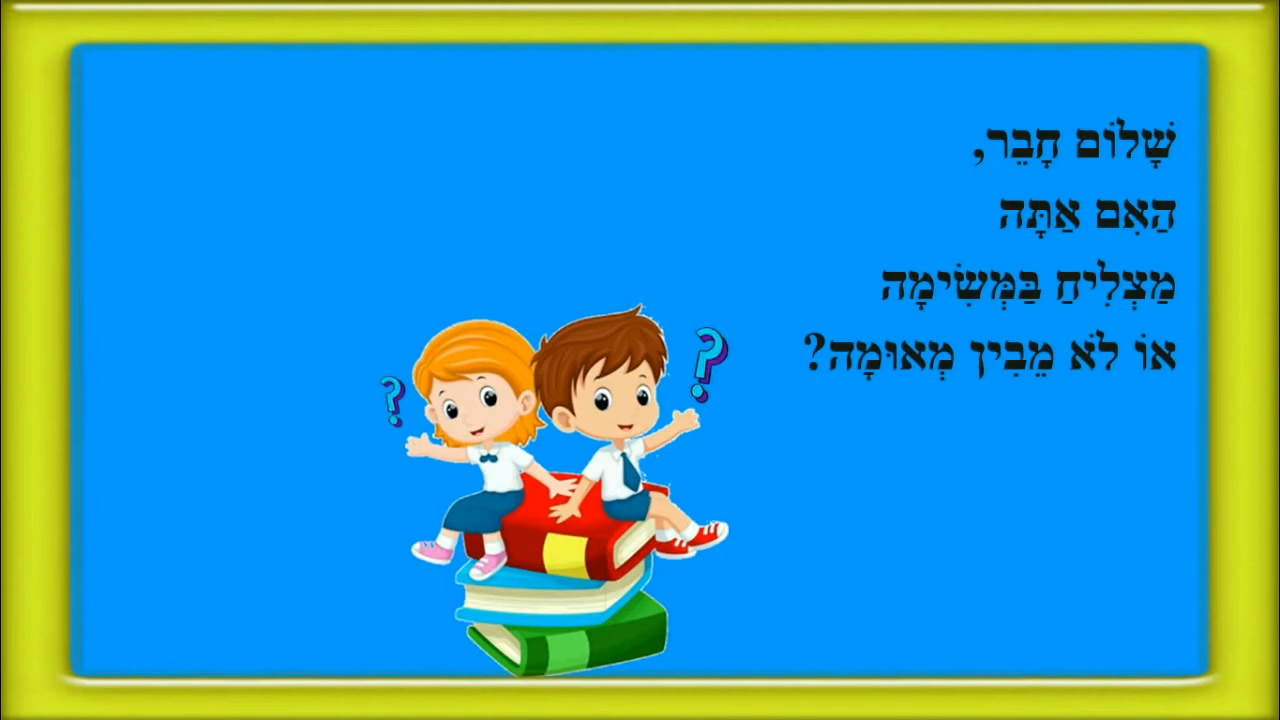 שָׁלוֹם חָבֵר,
הַאִם אַתָּה
מַצְלִיחַ בַּמְּשִׂימָה
אוֹ לֹא מֵבִין מְאוּמָה?
?
?